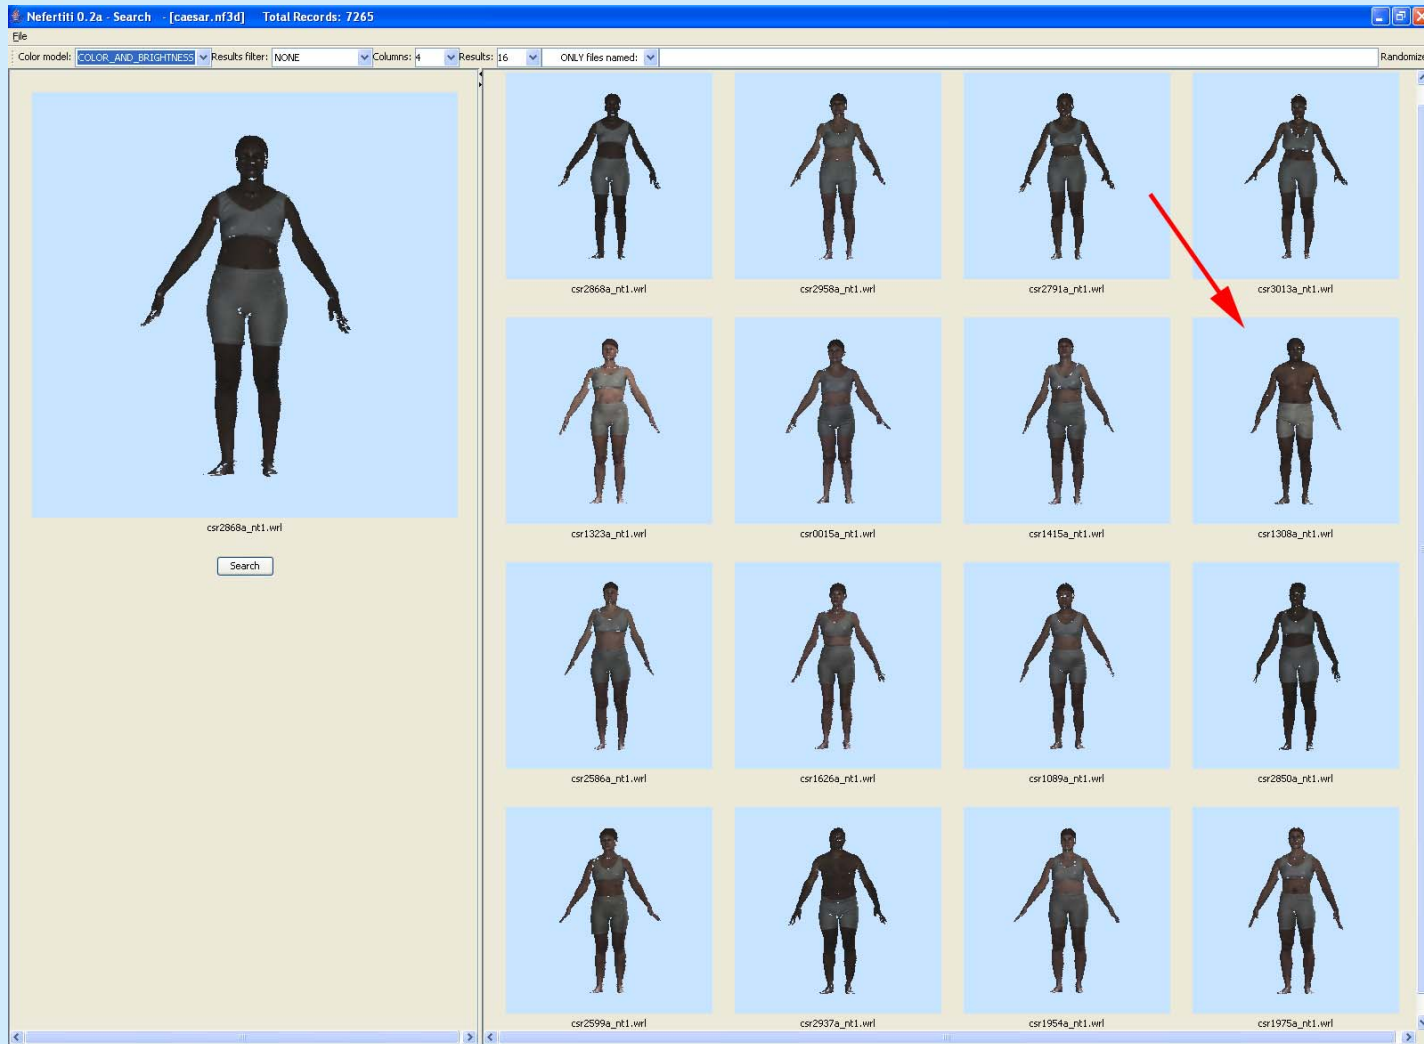 Nefertiti 0.2a - Search - [caesar.nf3d] Total Records: 7265
File
Color model: COLOR_AND_BRIGHTNESS Results filter: NONE Columns: 4 Results: 16 ONLY files named: Randomize
csr2868a_nt1.wrl
Search
csr2868a_nt1.wrl csr2958a_nt1.wrl csr2791a_nt1.wrl csr3013a_nt1.wrl
csr1323a_nt1.wrl csr0015a_nt1.wrl csr1415a_nt1.wrl csr1308a_nt1.wrl
csr2586a_nt1.wrl csr1626a_nt1.wrl csr1089a_nt1.wrl csr2850a_nt1.wrl
csr2599a_nt1.wrl csr2937a_nt1.wrl csr1954a_nt1.wrl csr1975a_nt1.wrl